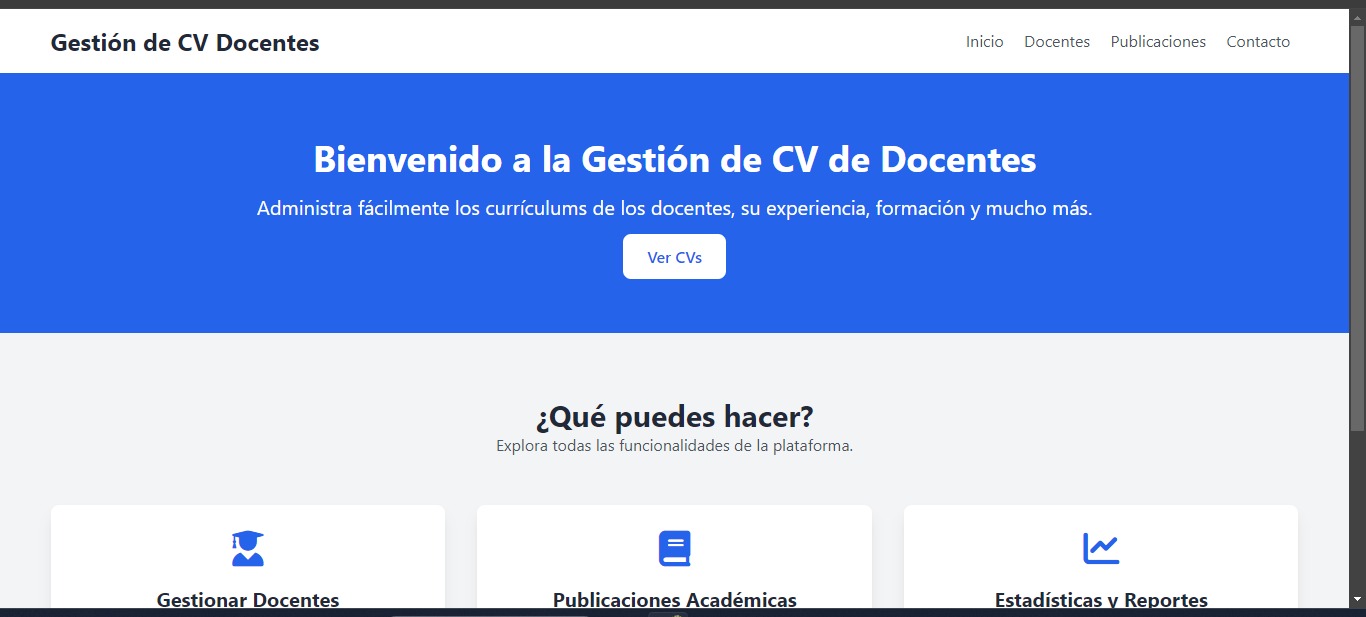 Gestión de CV Docentes
Inicio Docentes Publicaciones Contacto
Bienvenido a la Gestión de CV de Docentes
Administra fácilmente los currículums de los docentes, su experiencia, formación y mucho más.
Ver CVs
¿Qué puedes hacer?
Explora todas las funcionalidades de la plataforma.
Gestionar Docentes
Publicaciones Académicas
Estadísticas y Reportes